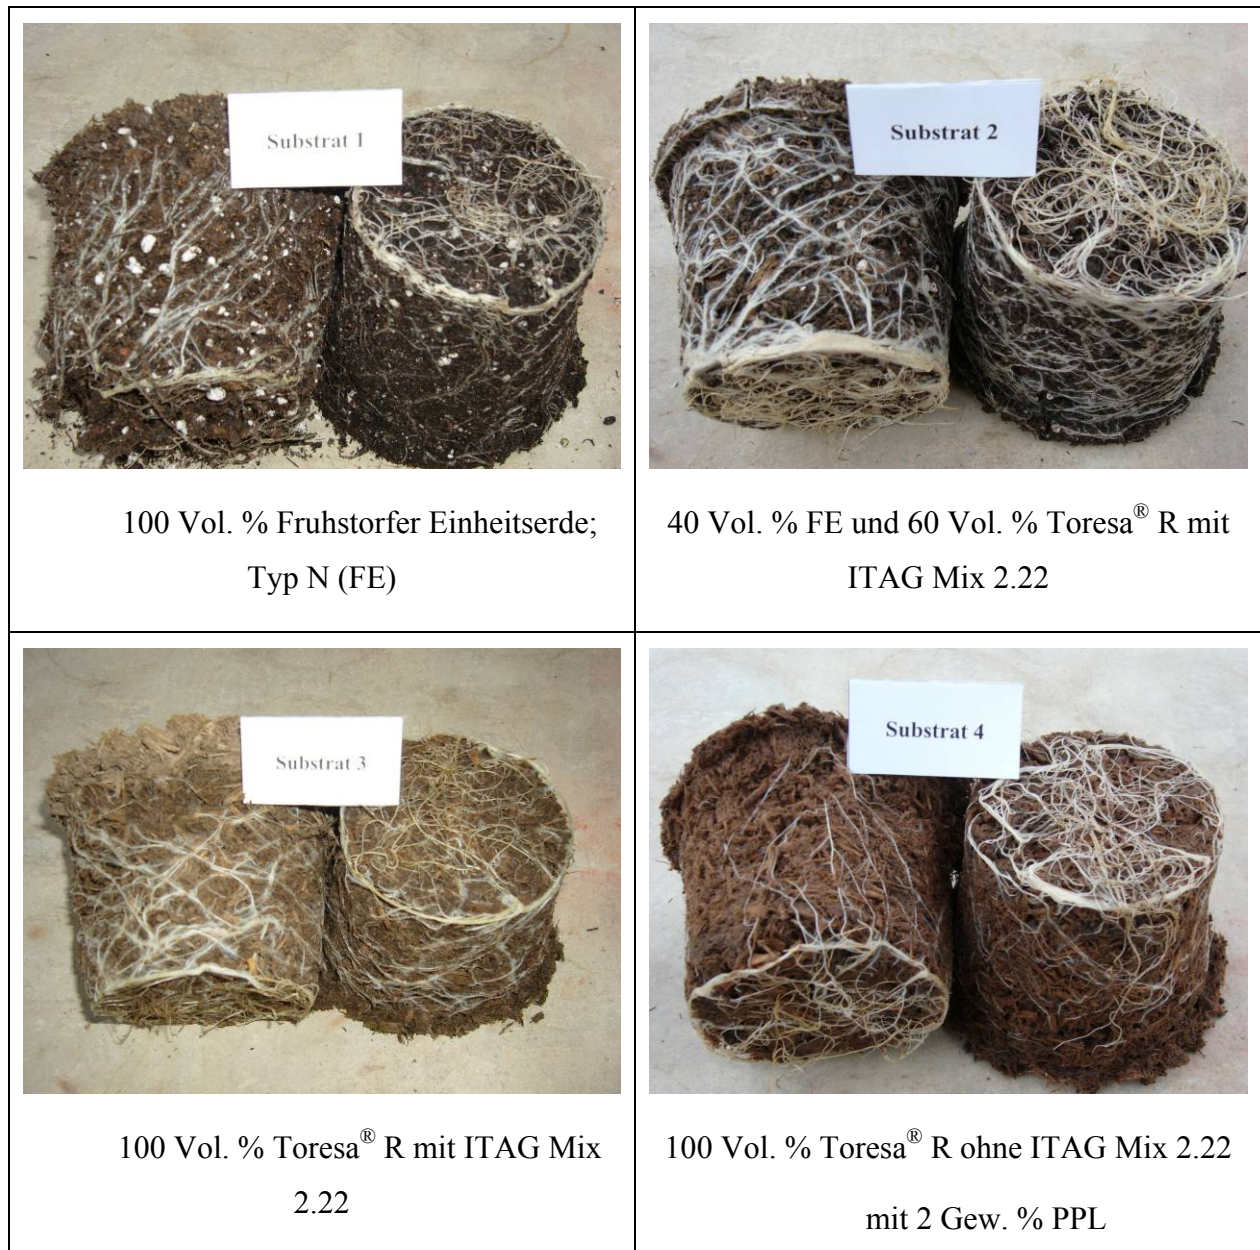 Substrat 1
100 Vol. % Fruhstorfer Einheitserde;
Typ N (FE)
Substrat 2
40 Vol. % FE und 60 Vol. % Toresa® R mit
ITAG Mix 2.22
Substrat 3
100 Vol. % Toresa® R mit ITAG Mix
2.22
Substrat 4
100 Vol. % Toresa® R ohne ITAG Mix 2.22
mit 2 Gew. % PPL